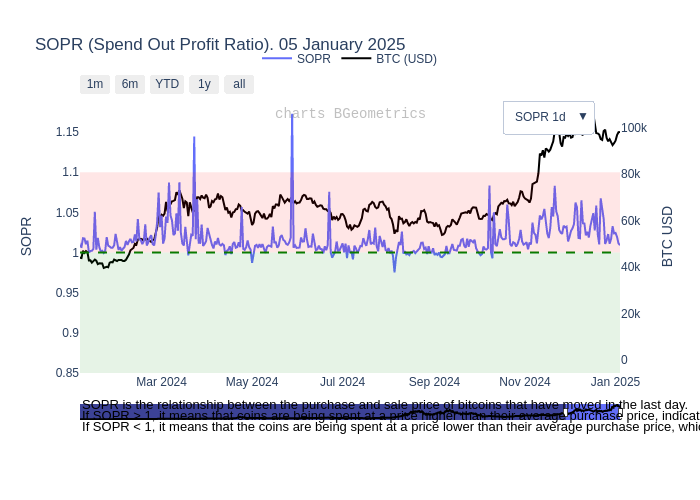 SOPR (Spend Out Profit Ratio). 05 January 2025
SOPR BTC (USD)
1m 6m YTD 1y all
charts BGeometrics
SOPR 1d ▼
1.15
1.1
1.05
1
0.95
0.9
0.85
SOPR
100k
80k
60k
40k
20k
0
BTC USD
Mar 2024 May 2024 Jul 2024 Sep 2024 Nov 2024 Jan 2025
SOPR is the relationship between the purchase and sale price of bitcoins that have moved in the last day.
If SOPR > 1, it means that coins are being spent at a price higher than their average purchase price, indicat
If SOPR < 1, it means that the coins are being spent at a price lower than their average purchase price, whic